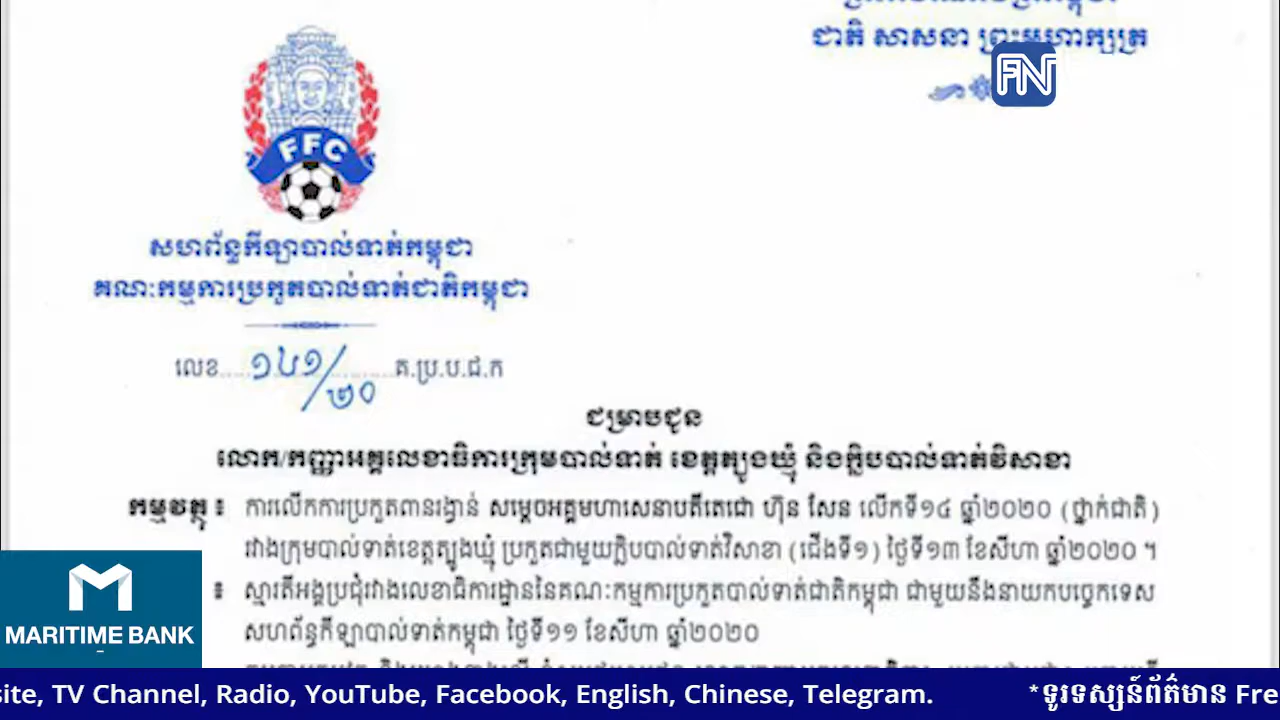 ជាតិ សាសនា ព្រះមហាក្សត្រ
FN
FFC
សហព័ន្ធកីឡាបាល់ទាត់កម្ពុជា
គណៈកម្មការប្រកួតបាល់ទាត់ជាតិកម្ពុជា
លេខ.....១៤១/២០.....គ.ប្រ.ប.ជ.ក
ជម្រាបជូន
លោក/កញ្ញាអគ្គលេខាធិការក្រុមបាល់ទាត់ ខេត្តត្បូងឃ្មុំ និងក្លិបបាល់ទាត់វិសាខា
កម្មវត្ថុ ៖ ការលើកការប្រកួតពានរង្វាន់ សម្តេចអគ្គមហាសេនាបតីតេជោ ហ៊ុន សែន លើកទី១៤ ឆ្នាំ២០២០ (ថ្នាក់ជាតិ)
រវាងក្រុមបាល់ទាត់ខេត្តត្បូងឃ្មុំ ប្រកួតជាមួយក្លិបបាល់ទាត់វិសាខា (ជើងទី១) ថ្ងៃទី១៣ ខែសីហា ឆ្នាំ២០២០ ។
៖ ស្មារតីអង្គប្រជុំរវាងលេខាធិការដ្ឋាននៃគណៈកម្មការប្រកួតបាល់ទាត់ជាតិកម្ពុជា ជាមួយនឹងនាយកបច្ចេកទេស
សហព័ន្ធកីឡាបាល់ទាត់កម្ពុជា ថ្ងៃទី១១ ខែសីហា ឆ្នាំ២០២០
MARITIME BANK
site, TV Channel, Radio, YouTube, Facebook, English, Chinese, Telegram. *ទូរទស្សន៍ព័ត៌មាន Fre